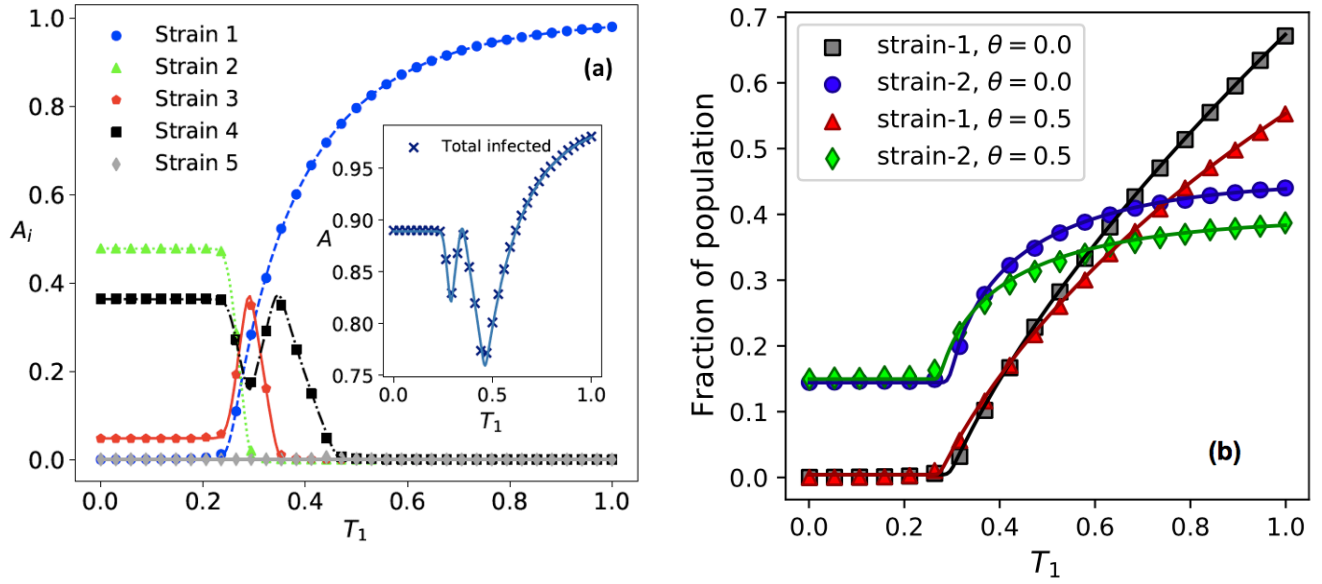 1.0
0.8
0.6
0.4
0.2
0.0
A_i
Strain 1
Strain 2
Strain 3
Strain 4
Strain 5
(a)
0.95
0.90
0.85
0.80
0.75
A
Total infected
0.0 0.5 1.0
T_1
0.0 0.2 0.4 0.6 0.8 1.0
T_1
0.7
0.6
0.5
0.4
0.3
0.2
0.1
0.0
Fraction of population
strain-1, θ = 0.0
strain-2, θ = 0.0
strain-1, θ = 0.5
strain-2, θ = 0.5
(b)
0.0 0.2 0.4 0.6 0.8 1.0
T_1